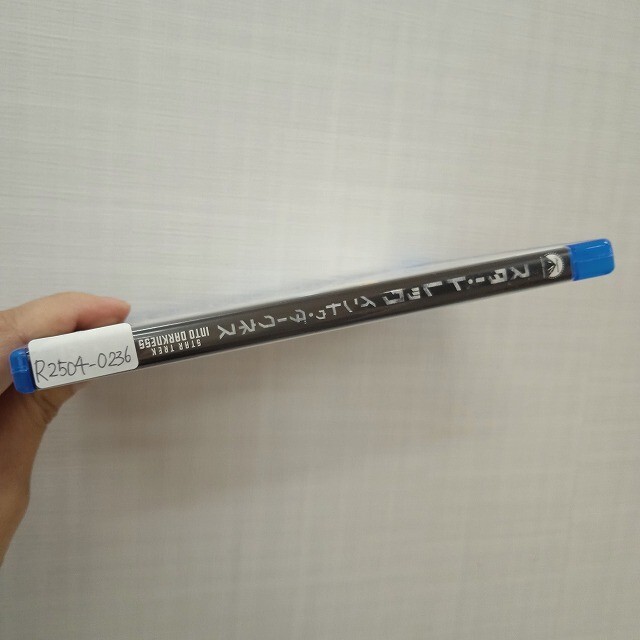 スター・トレック イントゥ・ダークネス
STAR TREK
INTO DARKNESS
R2504-0236